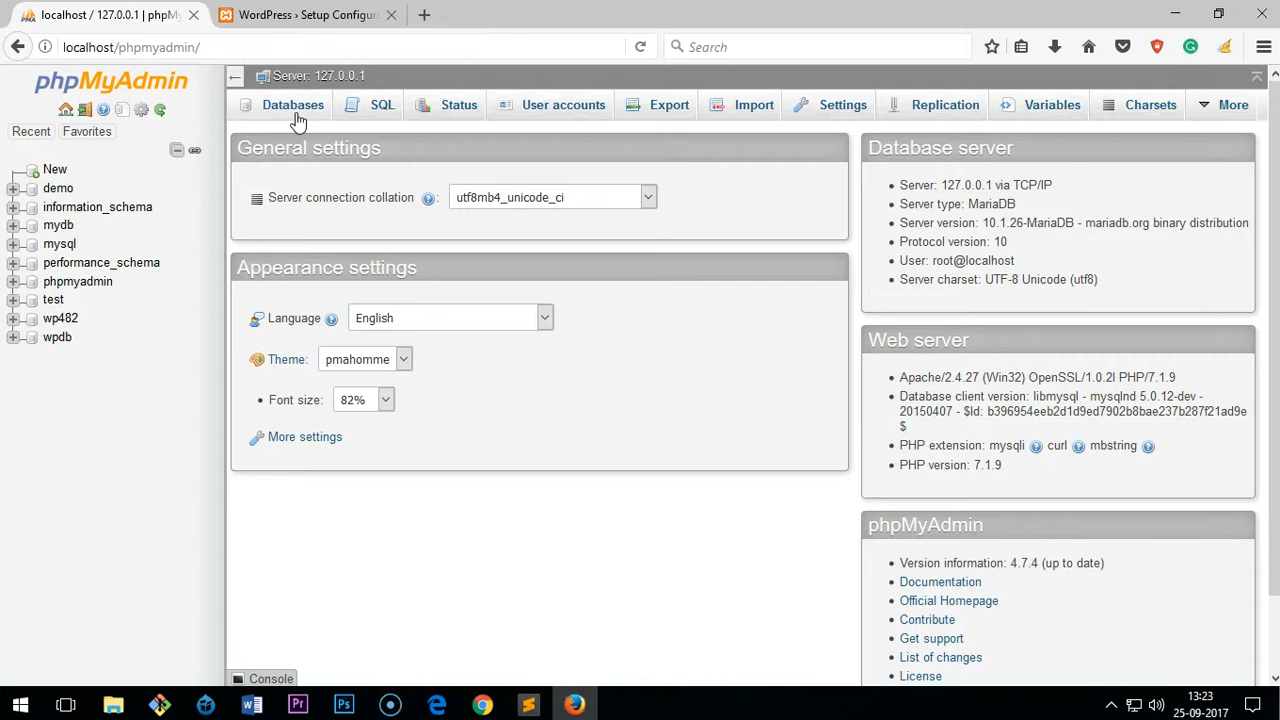 localhost / 127.0.0.1 | phpMy
WordPress › Setup Configura
localhost/phpmyadmin/
Search
phpMyAdmin
Recent
Favorites
New
demo
information_schema
mydb
mysql
performance_schema
phpmyadmin
test
wp482
wpdb
Server: 127.0.0.1
Databases
SQL
Status
User accounts
Export
Import
Settings
Replication
Variables
Charsets
More
General settings
Server connection collation :
utf8mb4_unicode_ci
Appearance settings
Language
English
Theme:
pmahomme
Font size:
82%
More settings
Database server
Server: 127.0.0.1 via TCP/IP
Server type: MariaDB
Server version: 10.1.26-MariaDB - mariadb.org binary distribution
Protocol version: 10
User: root@localhost
Server charset: UTF-8 Unicode (utf8)
Web server
Apache/2.4.27 (Win32) OpenSSL/1.0.2l PHP/7.1.9
Database client version: libmysql - mysqlnd 5.0.12-dev -
20150407 - $Id: b396954eeb2d1d9ed7902b8bae237b287f21ad9e
$
PHP extension: mysqli curl mbstring
PHP version: 7.1.9
phpMyAdmin
Version information: 4.7.4 (up to date)
Documentation
Official Homepage
Contribute
Get support
List of changes
License
Console
13:23
25-09-2017